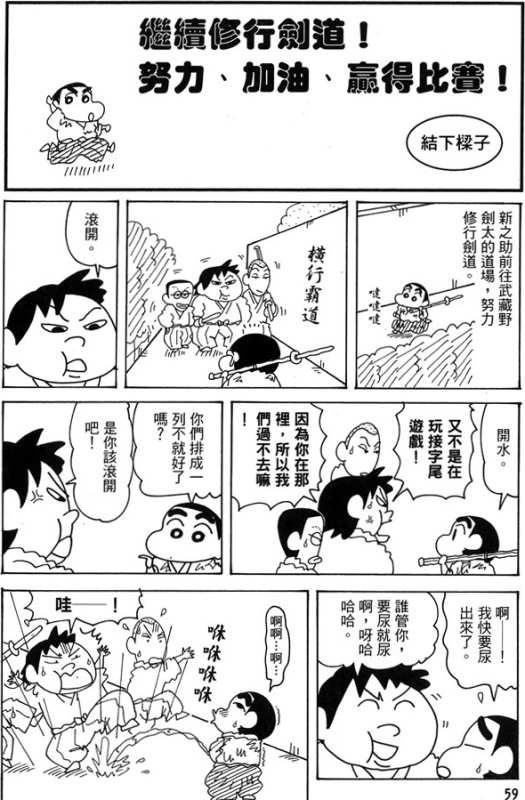 繼續修行劍道！
努力、加油、贏得比賽！
結下樑子
新之助前往武藏野
劍太的道場，努力
修行劍道。
噠噠噠
橫行霸道
滾開。
開水。
又不是在
玩接字尾
遊戲！
因為你在那
裡，所以我
們過不去嘛
！
你們排成一
列不就好了
嗎？
是你該滾開
吧！
啊——！
我快要尿
出來了。
誰管你，
要尿就尿
啊，呀哈
哈哈。
啊啊…啊…
咻咻咻咻
哇——！
59